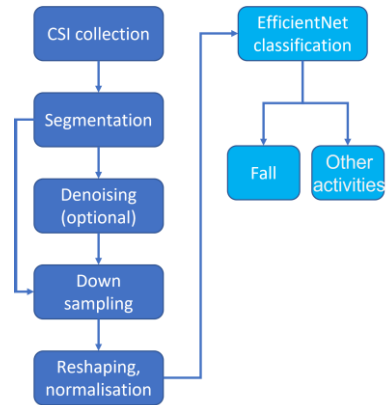 CSI collection
Segmentation
Denoising
(optional)
Down
sampling
Reshaping,
normalisation
EfficientNet
classification
Fall
Other
activities